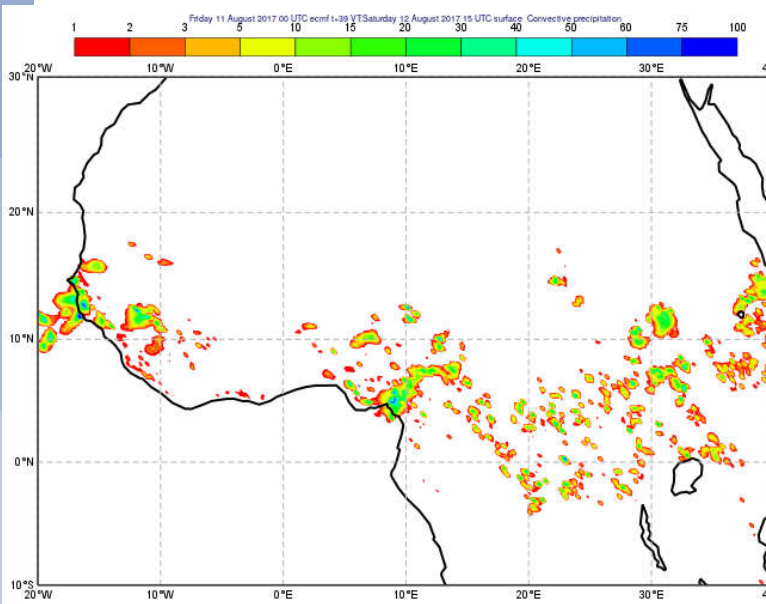 Friday 11 August 2017 00 UTC ecmf t+39 VT:Saturday 12 August 2017 15 UTC surface Convective precipitation
1 2 3 5 10 15 20 30 40 50 60 75 100
20°W 10°W 0°E 10°E 20°E 30°E
30°N
20°N
10°N
0°N
10°S
20°W 10°W 0°E 10°E 20°E 30°E